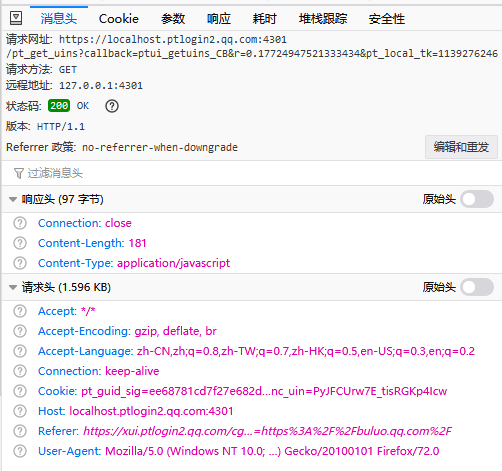 消息头 Cookie 参数 响应 耗时 堆栈跟踪 安全性
请求网址: https://localhost.ptlogin2.qq.com:4301
/pt_get_uins?callback=ptui_getuins_CB&r=0.17724947521333434&pt_local_tk=1139276246
请求方法: GET
远程地址: 127.0.0.1:4301
状态码: 200 OK ?
版本: HTTP/1.1
Referrer 政策: no-referrer-when-downgrade 编辑和重发
过滤消息头
响应头 (97 字节) 原始头
? Connection: close
? Content-Length: 181
? Content-Type: application/javascript
请求头 (1.596 KB) 原始头
? Accept: */*
? Accept-Encoding: gzip, deflate, br
? Accept-Language: zh-CN,zh;q=0.8,zh-TW;q=0.7,zh-HK;q=0.5,en-US;q=0.3,en;q=0.2
? Connection: keep-alive
? Cookie: pt_guid_sig=ee68781cd7f27e682d…nc_uin=PyJFCUrw7E_tisRGKp4Icw
? Host: localhost.ptlogin2.qq.com:4301
? Referer: https://xui.ptlogin2.qq.com/cg…=https%3A%2F%2Fbuluo.qq.com%2F
? User-Agent: Mozilla/5.0 (Windows NT 10.0; …) Gecko/20100101 Firefox/72.0